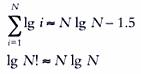 N
∑ lg i ≈ N lg N − 1.5
i=1
lg N! ≈ N lg N